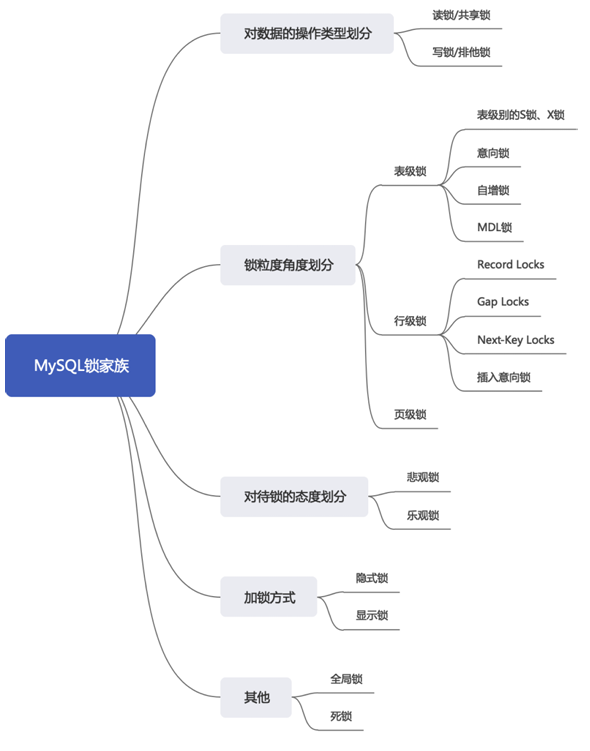 MySQL锁家族
对数据的操作类型划分
读锁/共享锁
写锁/排他锁
锁粒度角度划分
表级锁
表级别的S锁、X锁
意向锁
自增锁
MDL锁
行级锁
Record Locks
Gap Locks
Next-Key Locks
插入意向锁
页级锁
对待锁的态度划分
悲观锁
乐观锁
加锁方式
隐式锁
显示锁
其他
全局锁
死锁